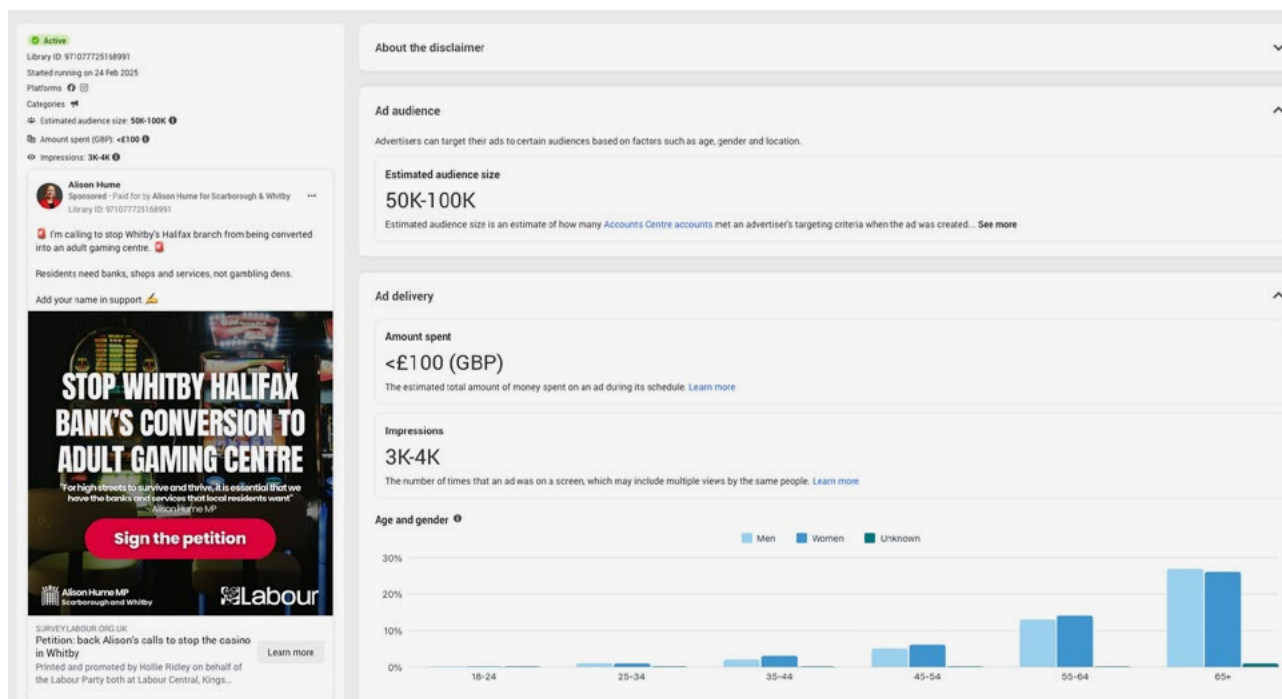 Active
Library ID: 971077725168991
Started running on 24 Feb 2025
Platforms
Categories
Estimated audience size: 50K-100K
Amount spent (GBP): <£100
Impressions: 3K-4K
Alison Hume
Sponsored · Paid for by Alison Hume for Scarborough & Whitby
Library ID: 971077725168991
🚨 I'm calling to stop Whitby's Halifax branch from being converted
into an adult gaming centre. 🚨
Residents need banks, shops and services, not gambling dens.
Add your name in support ✍️
STOP WHITBY HALIFAX
BANK'S CONVERSION TO
ADULT GAMING CENTRE
"For high streets to survive and thrive, it is essential that we
have the banks and services that local residents want"
- Alison Hume MP
Sign the petition
Alison Hume MP
Scarborough and Whitby
Labour
SURVEY.LABOUR.ORG.UK
Petition: back Alison's calls to stop the casino
in Whitby
Learn more
Printed and promoted by Hollie Ridley on behalf of
the Labour Party both at Labour Central, Kings...
About the disclaimer
Ad audience
Advertisers can target their ads to certain audiences based on factors such as age, gender and location.
Estimated audience size
50K-100K
Estimated audience size is an estimate of how many Accounts Centre accounts met an advertiser's targeting criteria when the ad was created... See more
Ad delivery
Amount spent
<£100 (GBP)
The estimated total amount of money spent on an ad during its schedule. Learn more
Impressions
3K-4K
The number of times that an ad was on a screen, which may include multiple views by the same people. Learn more
Age and gender
Men Women Unknown
30%
20%
10%
0%
18-24 25-34 35-44 45-54 55-64 65+